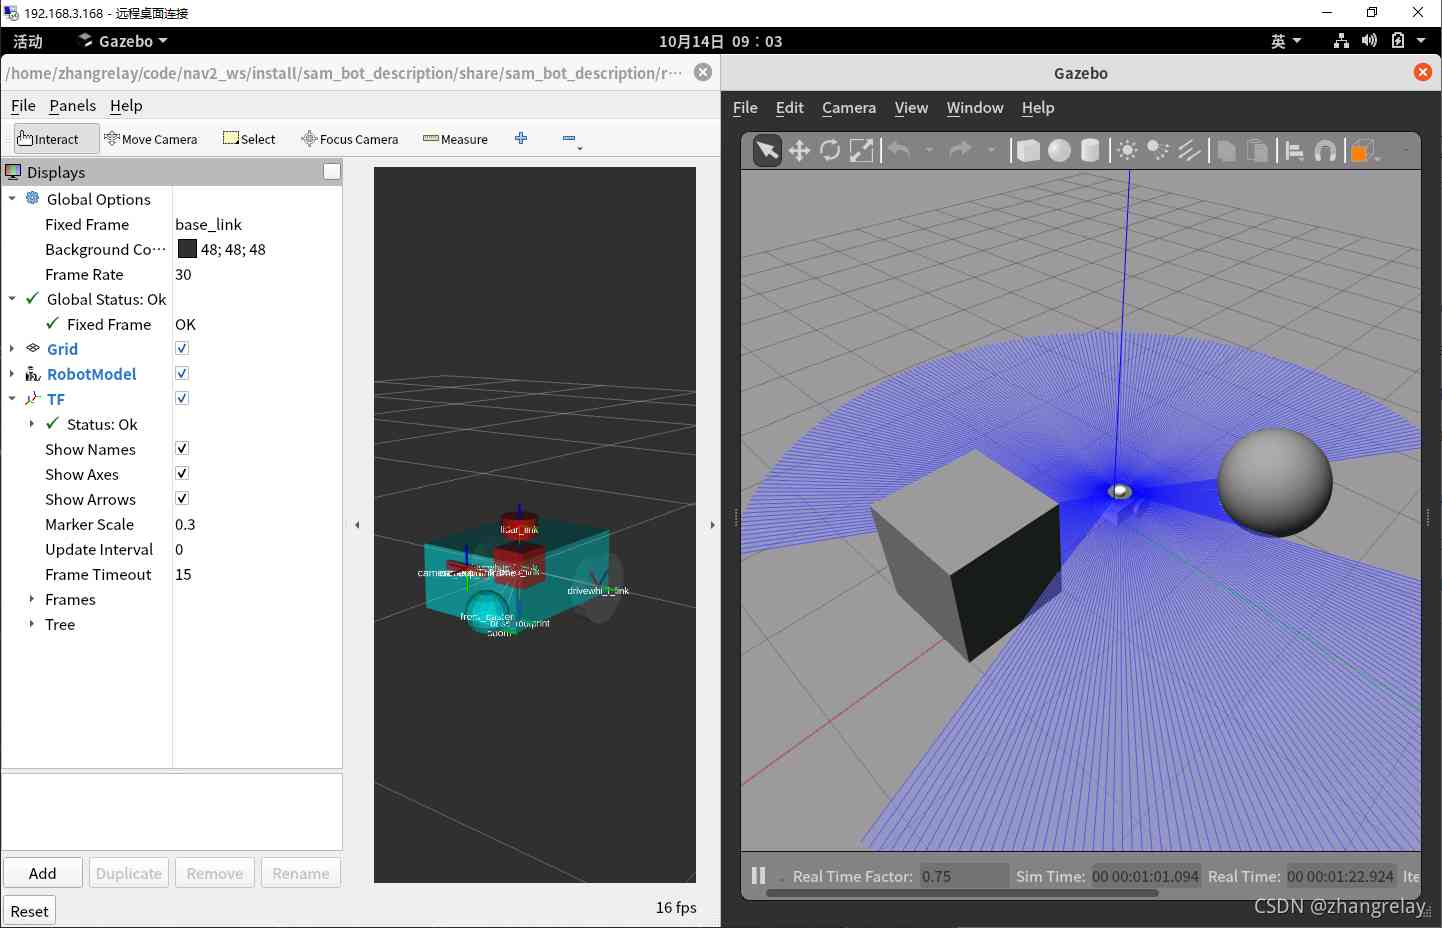 192.168.3.168 - 远程桌面连接
活动 Gazebo 10月14日 09：03 英
/home/zhangrelay/code/nav2_ws/install/sam_bot_description/share/sam_bot_description/r···
File Panels Help
Interact Move Camera Select Focus Camera Measure
Displays
Global Options
Fixed Frame base_link
Background Co··· 48; 48; 48
Frame Rate 30
Global Status: Ok
Fixed Frame OK
Grid
RobotModel
TF
Status: Ok
Show Names
Show Axes
Show Arrows
Marker Scale 0.3
Update Interval 0
Frame Timeout 15
Frames
Tree
Add Duplicate Remove Rename
Reset
lidar_link
16 fps
Gazebo
File Edit Camera View Window Help
Real Time Factor: 0.75 Sim Time: 00 00:01:01.094 Real Time: 00 00:01:22.924 Ite
CSDN @zhangrelay